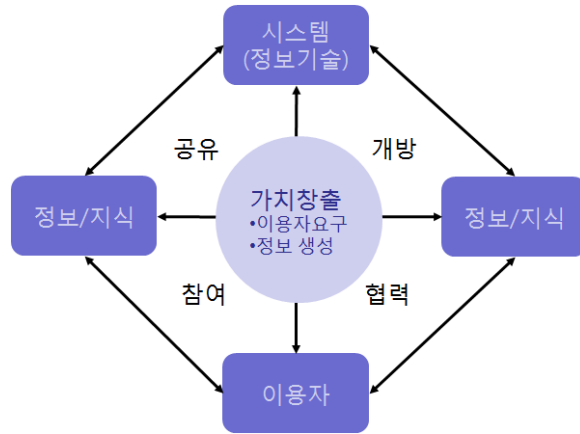 시스템
(정보기술)
공유
개방
정보/지식
가치창출
•이용자요구
•정보 생성
정보/지식
참여
협력
이용자